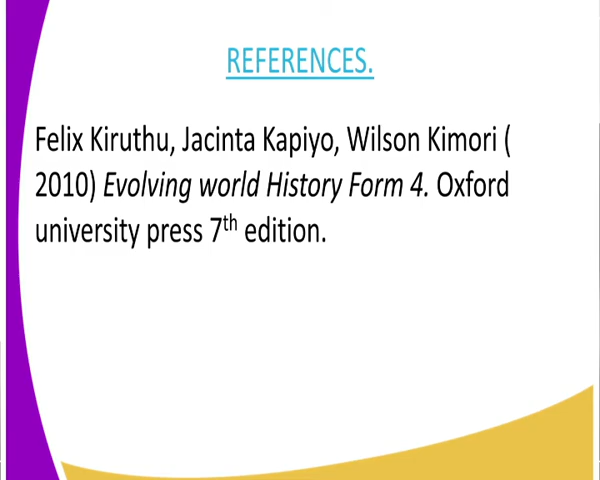 REFERENCES.
Felix Kiruthu, Jacinta Kapiyo, Wilson Kimori (
2010) Evolving world History Form 4. Oxford
university press 7th edition.